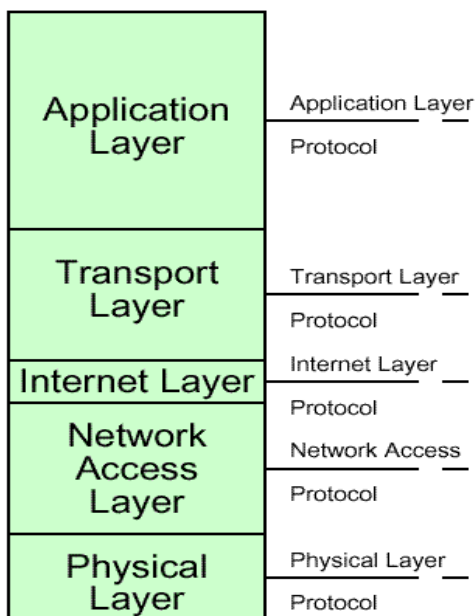 Application
Layer
Application Layer
Protocol
Transport
Layer
Transport Layer
Protocol
Internet Layer
Internet Layer
Protocol
Network
Access
Layer
Network Access
Protocol
Physical
Layer
Physical Layer
Protocol